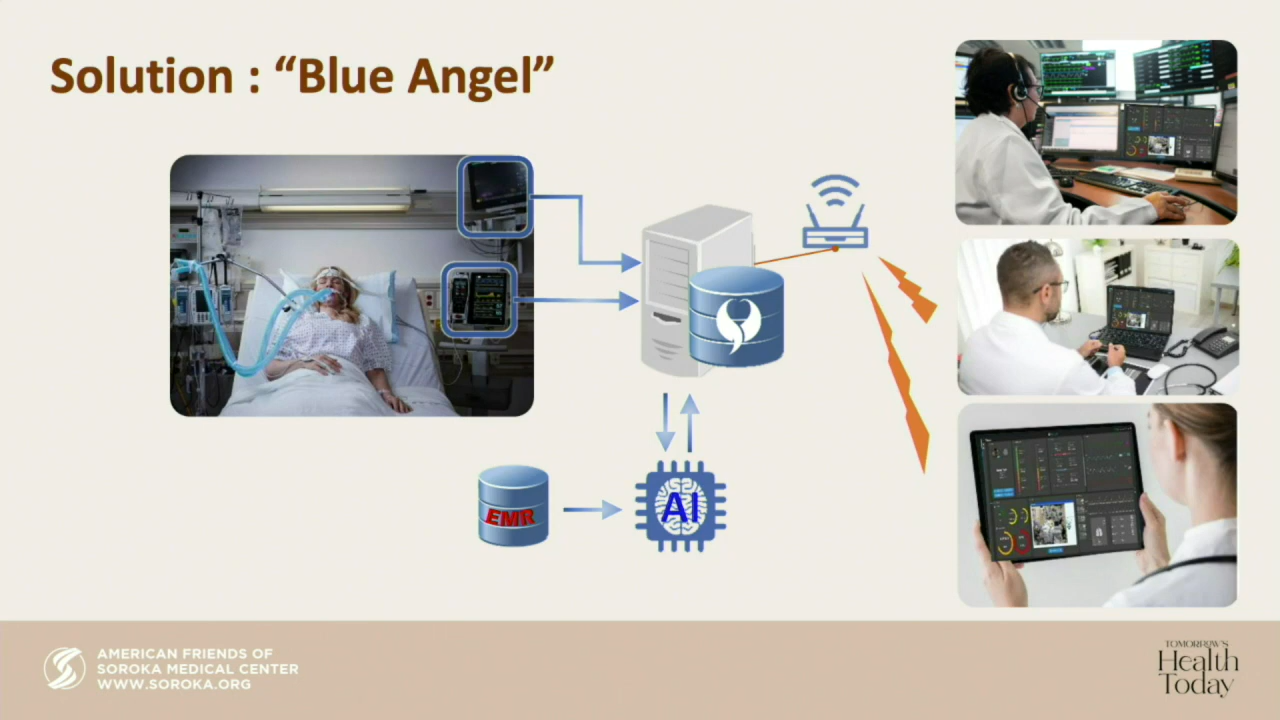 Solution : “Blue Angel”
EMR
AI
AMERICAN FRIENDS OF
SOROKA MEDICAL CENTER
WWW.SOROKA.ORG
TOMORROW'S
Health
Today